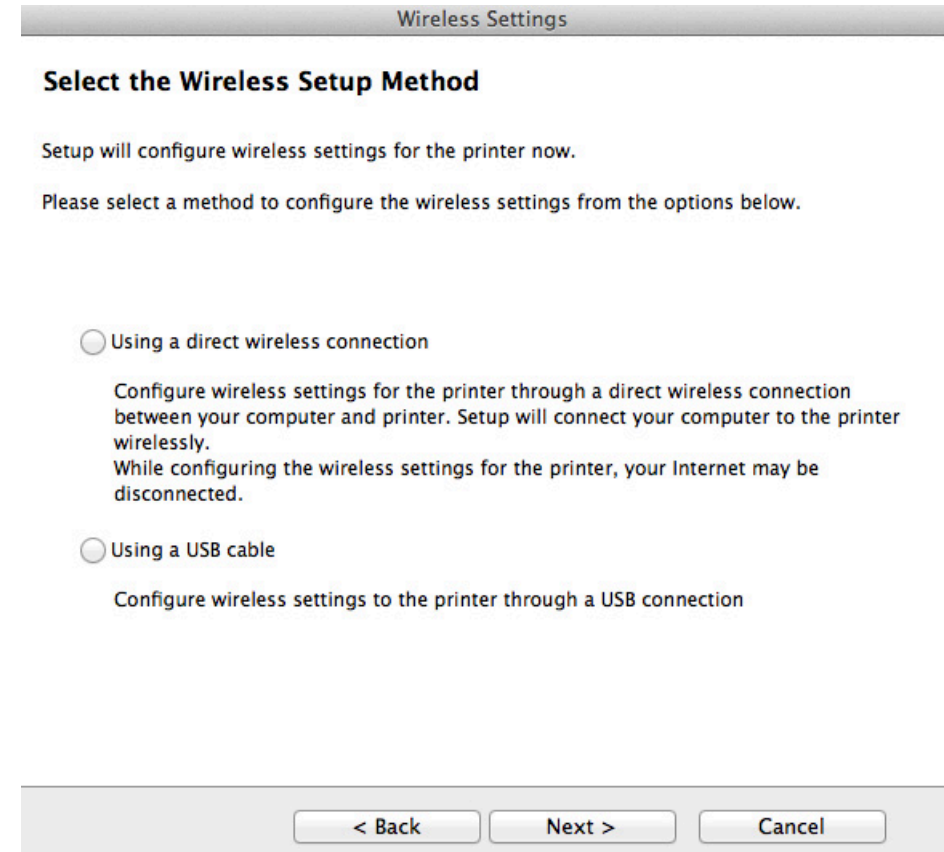 Wireless Settings
Select the Wireless Setup Method
Setup will configure wireless settings for the printer now.
Please select a method to configure the wireless settings from the options below.
Using a direct wireless connection
Configure wireless settings for the printer through a direct wireless connection
between your computer and printer. Setup will connect your computer to the printer
wirelessly.
While configuring the wireless settings for the printer, your Internet may be
disconnected.
Using a USB cable
Configure wireless settings to the printer through a USB connection
< Back Next > Cancel